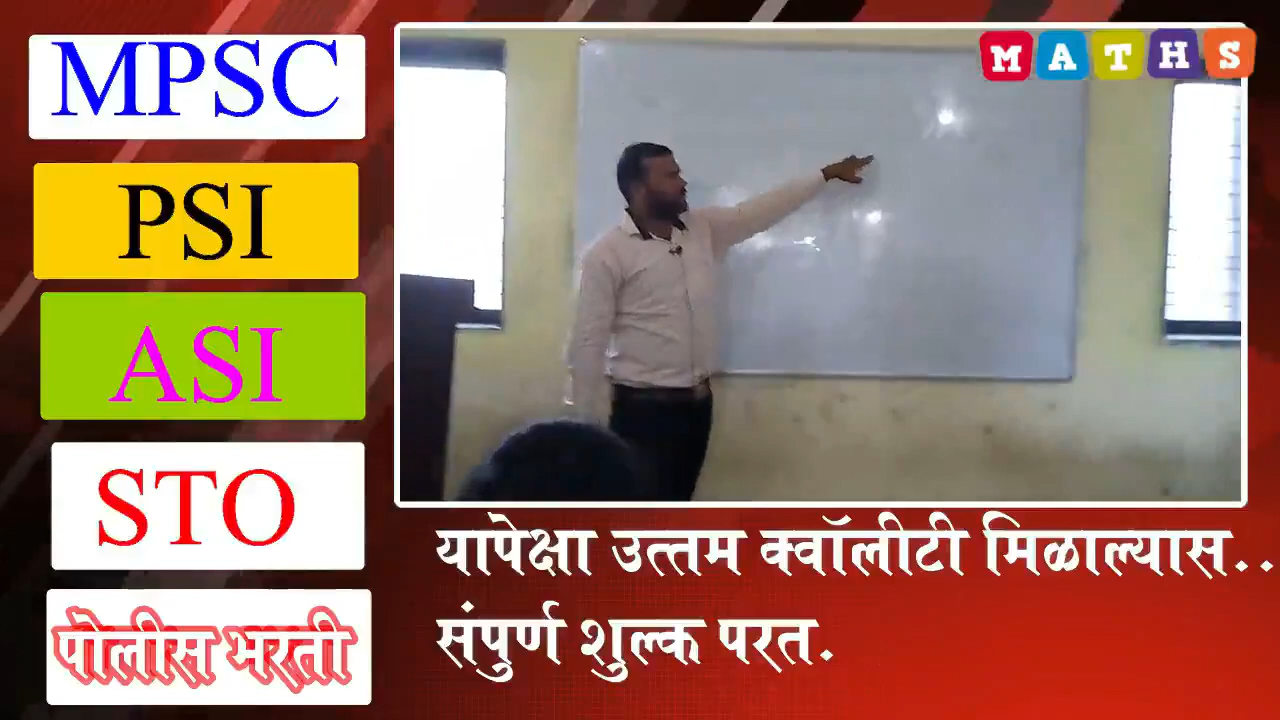 MPSC
PSI
ASI
STO
पोलीस भरती
MATHS
यापेक्षा उत्तम क्वॉलीटी मिळाल्यास..
संपुर्ण शुल्क परत.